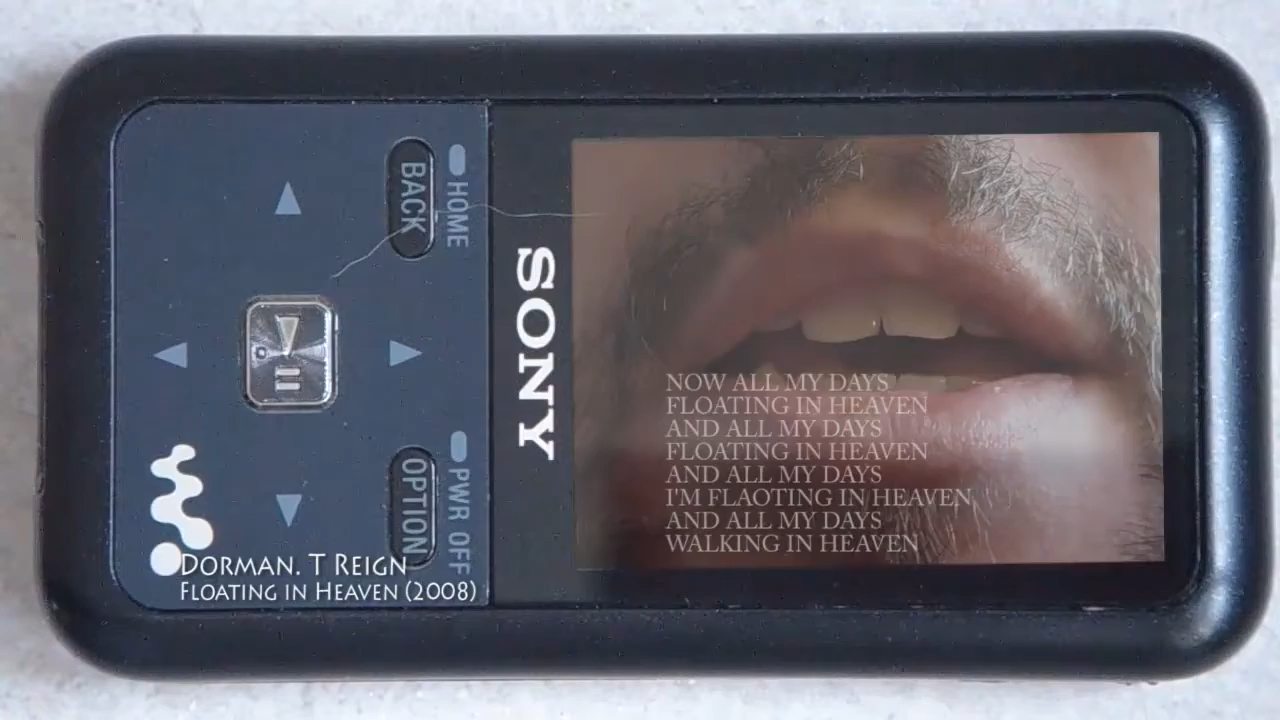 HOME
BACK
SONY
PWR OFF
OPTION
NOW ALL MY DAYS
FLOATING IN HEAVEN
AND ALL MY DAYS
FLOATING IN HEAVEN
AND ALL MY DAYS
I'M FLAOTING IN HEAVEN
AND ALL MY DAYS
WALKING IN HEAVEN
DORMAN. T REIGN
FLOATING IN HEAVEN (2008)